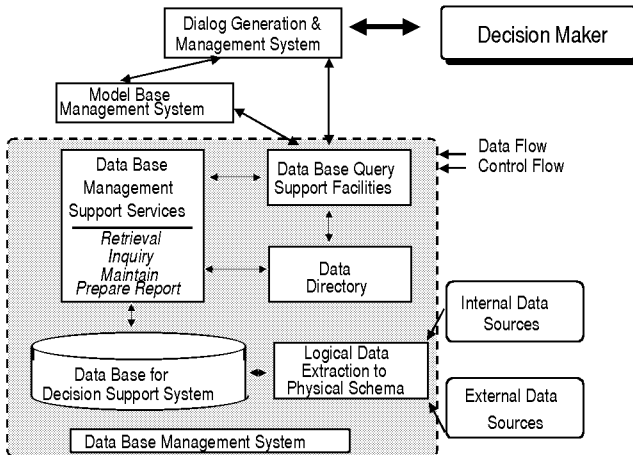 Dialog Generation &
Management System
Decision Maker
Model Base
Management System
Data Flow
Control Flow
Data Base
Management
Support Services
Retrieval
Inquiry
Maintain
Prepare Report
Data Base Query
Support Facilities
Data
Directory
Internal Data
Sources
Data Base for
Decision Support System
Logical Data
Extraction to
Physical Schema
External Data
Sources
Data Base Management System